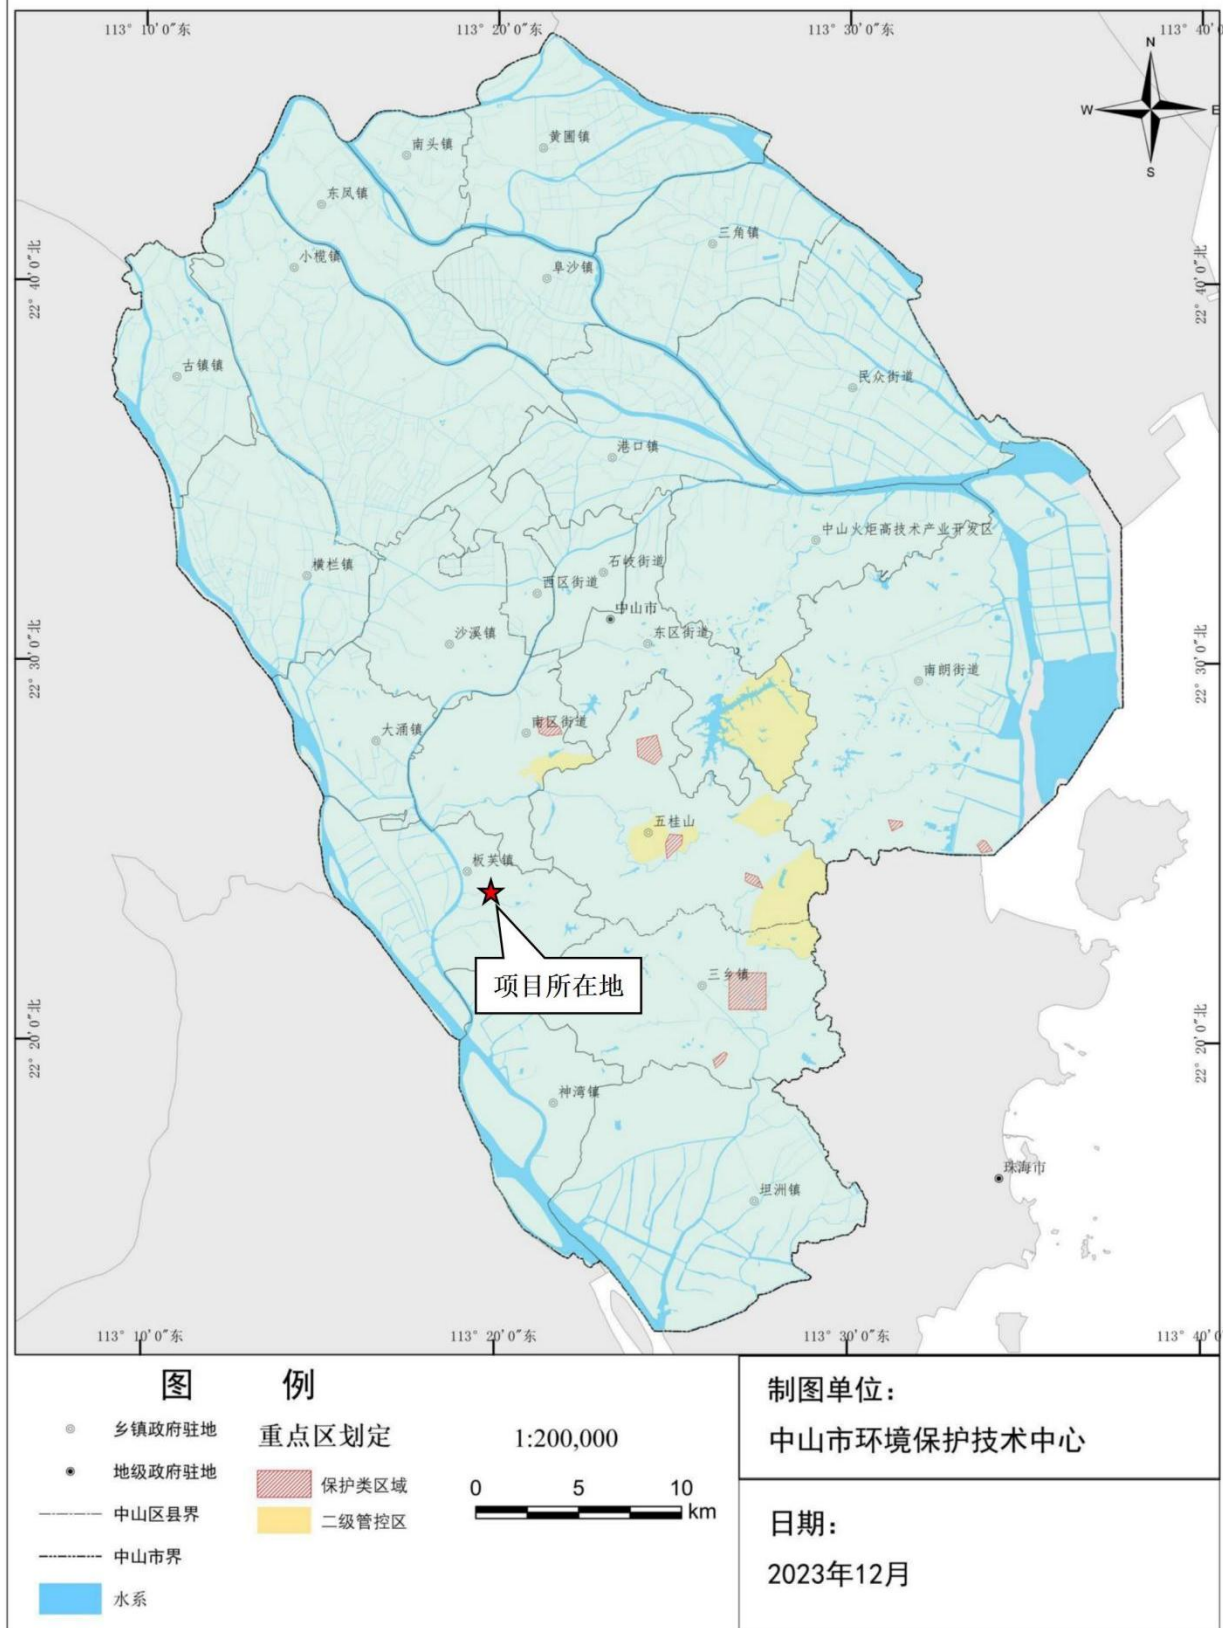 113° 10′0″东
113° 20′0″东
113° 30′0″东
113° 40′0
N
W
E
S
南头镇
黄圃镇
东凤镇
三角镇
小榄镇
阜沙镇
22° 40′0″北
22° 40′0″北
古镇镇
民众街道
港口镇
中山火炬高技术产业开发区
横栏镇
石岐街道
西区街道
中山市
沙溪镇
东区街道
22° 30′0″北
22° 30′0″北
南朗街道
大涌镇
南区街道
五桂山
板芙镇
项目所在地
三乡镇
22° 20′0″北
22° 20′0″北
神湾镇
珠海市
坦洲镇
113° 10′0″东
113° 20′0″东
113° 30′0″东
113° 40′0
图 例
乡镇政府驻地
地级政府驻地
中山区县界
中山市界
水系
重点区划定
保护类区域
二级管控区
1:200,000
0 5 10
km
制图单位：
中山市环境保护技术中心
日期：
2023年12月